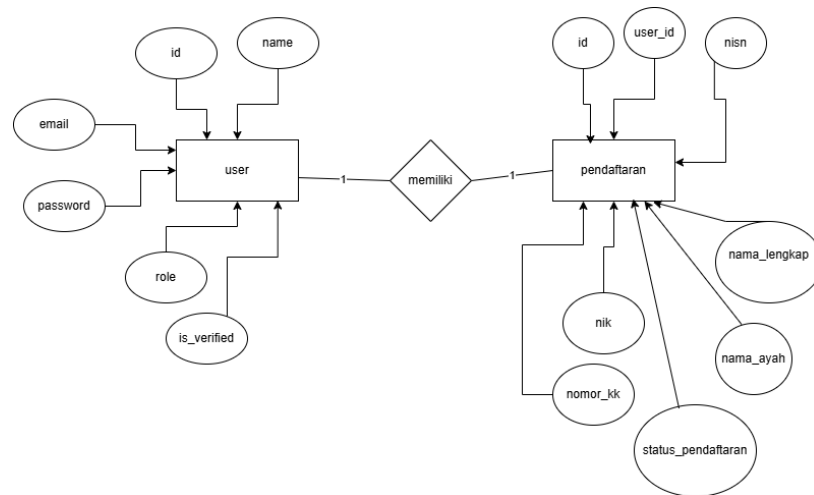 id
name
id
user_id
nisn
email
user
1
memiliki
1
pendaftaran
password
role
is_verified
nama_lengkap
nik
nama_ayah
nomor_kk
status_pendaftaran